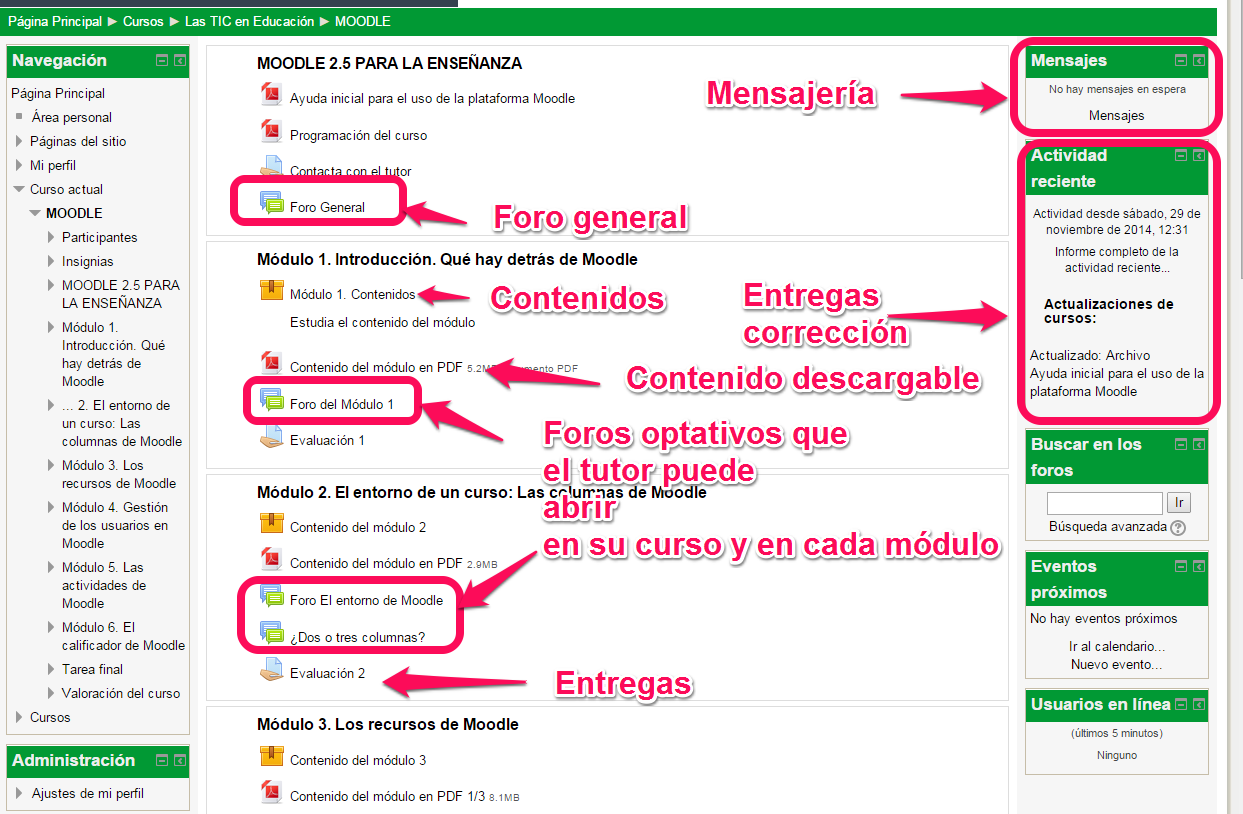 Página Principal ► Cursos ► Las TIC en Educación ► MOODLE
Navegación
Página Principal
Área personal
Páginas del sitio
Mi perfil
Curso actual
MOODLE
Participantes
Insignias
MOODLE 2.5 PARA
LA ENSEÑANZA
Módulo 1.
Introducción. Qué
hay detrás de
Moodle
... 2. El entorno de
un curso: Las
columnas de Moodle
Módulo 3. Los
recursos de Moodle
Módulo 4. Gestión
de los usuarios en
Moodle
Módulo 5. Las
actividades de
Moodle
Módulo 6. El
calificador de Moodle
Tarea final
Valoración del curso
Cursos
Administración
Ajustes de mi perfil
MOODLE 2.5 PARA LA ENSEÑANZA
Ayuda inicial para el uso de la plataforma Moodle
Programación del curso
Contacta con el tutor
Foro General
Foro general
Mensajería
Módulo 1. Introducción. Qué hay detrás de Moodle
Módulo 1. Contenidos
Contenidos
Estudia el contenido del módulo
Entregas
corrección
Contenido del módulo en PDF 5.2MB PDF
Contenido descargable
Foro del Módulo 1
Evaluación 1
Foros optativos que
el tutor puede
abrir
en su curso y en cada módulo
Módulo 2. El entorno de un curso: Las columnas de Moodle
Contenido del módulo 2
Contenido del módulo en PDF 2.9MB
Foro El entorno de Moodle
¿Dos o tres columnas?
Evaluación 2
Entregas
Módulo 3. Los recursos de Moodle
Contenido del módulo 3
Contenido del módulo en PDF 1/3 8.1MB
Mensajes
No hay mensajes en espera
Mensajes
Actividad
reciente
Actividad desde sábado, 29 de
noviembre de 2014, 12:31
Informe completo de la
actividad reciente...
Actualizaciones de
cursos:
Actualizado: Archivo
Ayuda inicial para el uso de la
plataforma Moodle
Buscar en los
foros
Ir
Búsqueda avanzada ?
Eventos
próximos
No hay eventos próximos
Ir al calendario...
Nuevo evento...
Usuarios en línea
(últimos 5 minutos)
Ninguno